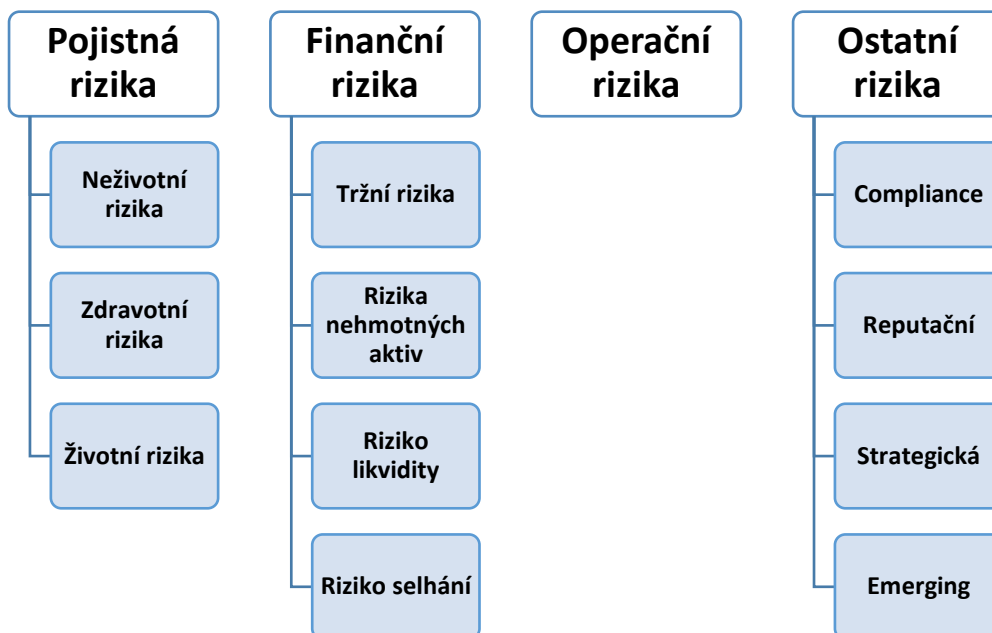 Pojistná
rizika
Neživotní
rizika
Zdravotní
rizika
Životní rizika
Finanční
rizika
Tržní rizika
Rizika
nehmotných
aktiv
Riziko
likvidity
Riziko selhání
Operační
rizika
Ostatní
rizika
Compliance
Reputační
Strategická
Emerging